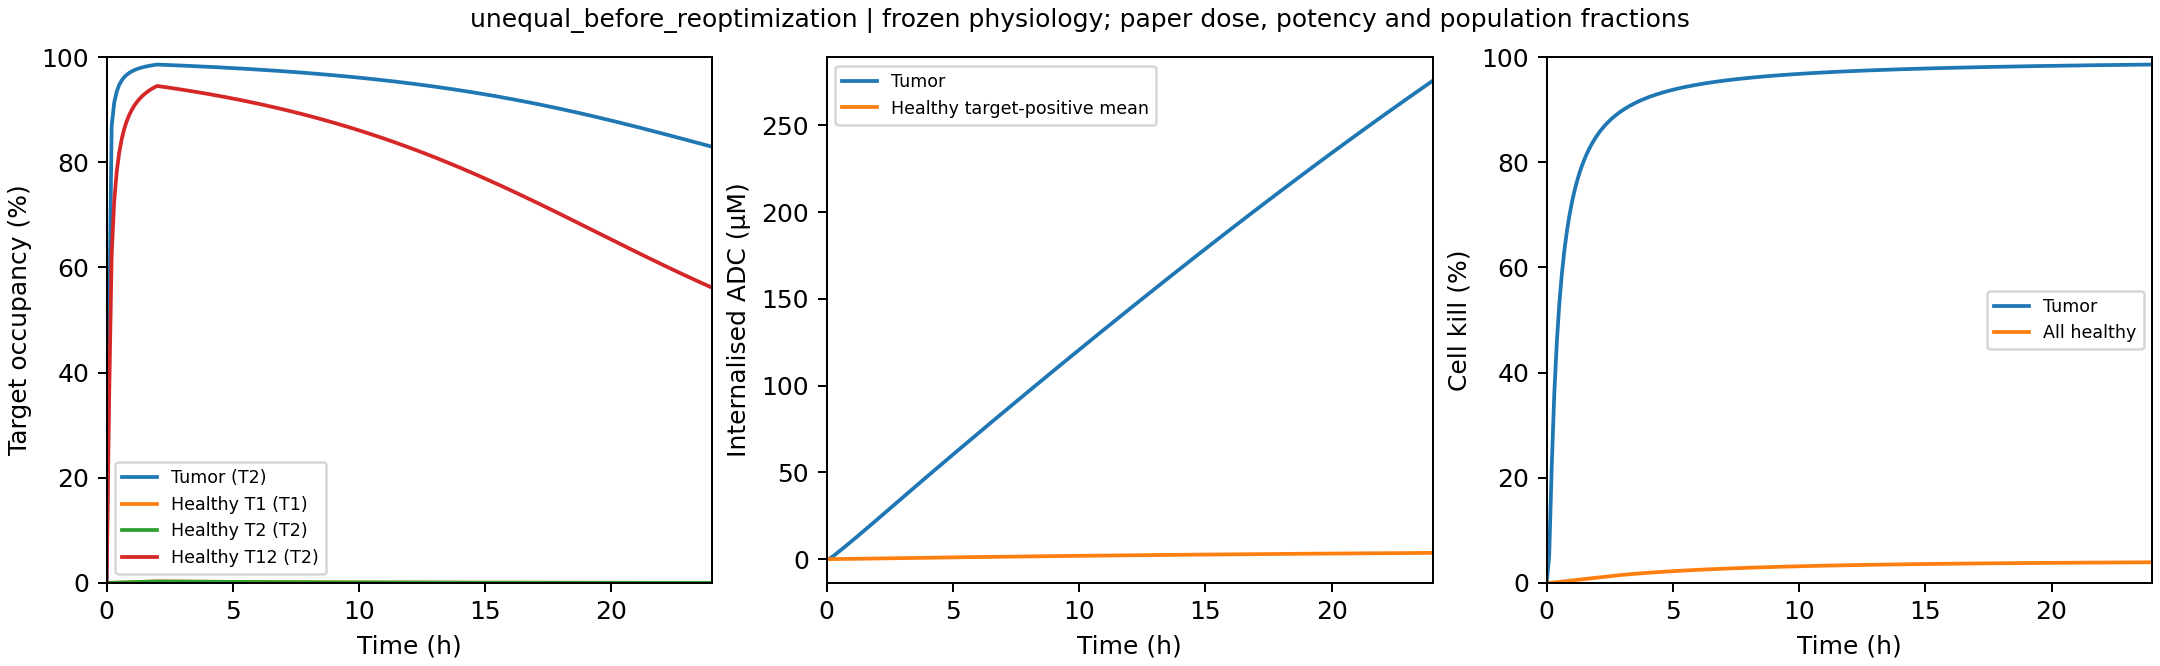 unequal_before_reoptimization | frozen physiology; paper dose, potency and population fractions
Target occupancy (%)
100
80
60
40
20
0
Tumor (T2)
Healthy T1 (T1)
Healthy T2 (T2)
Healthy T12 (T2)
0 5 10 15 20
Time (h)
Internalised ADC (µM)
250
200
150
100
50
0
Tumor
Healthy target-positive mean
0 5 10 15 20
Time (h)
Cell kill (%)
100
80
60
40
20
0
Tumor
All healthy
0 5 10 15 20
Time (h)